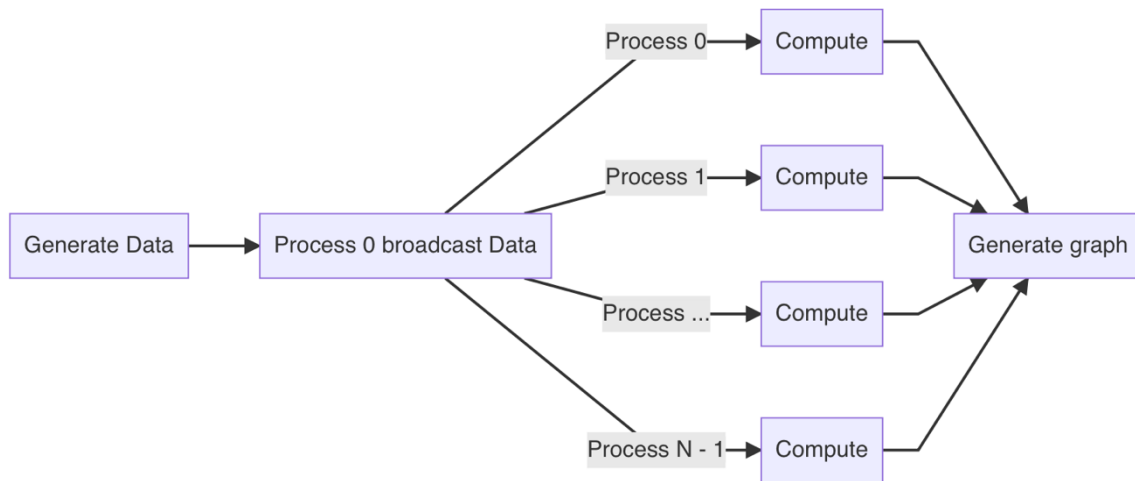 Process 0
Compute
Process 1
Compute
Generate Data
Process 0 broadcast Data
Generate graph
Process ...
Compute
Process N - 1
Compute